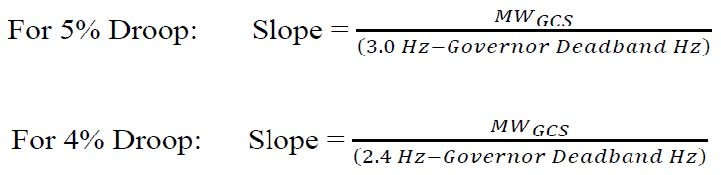 For 5% Droop: Slope = MW_GCS / (3.0 Hz−Governor Deadband Hz)
For 4% Droop: Slope = MW_GCS / (2.4 Hz−Governor Deadband Hz)